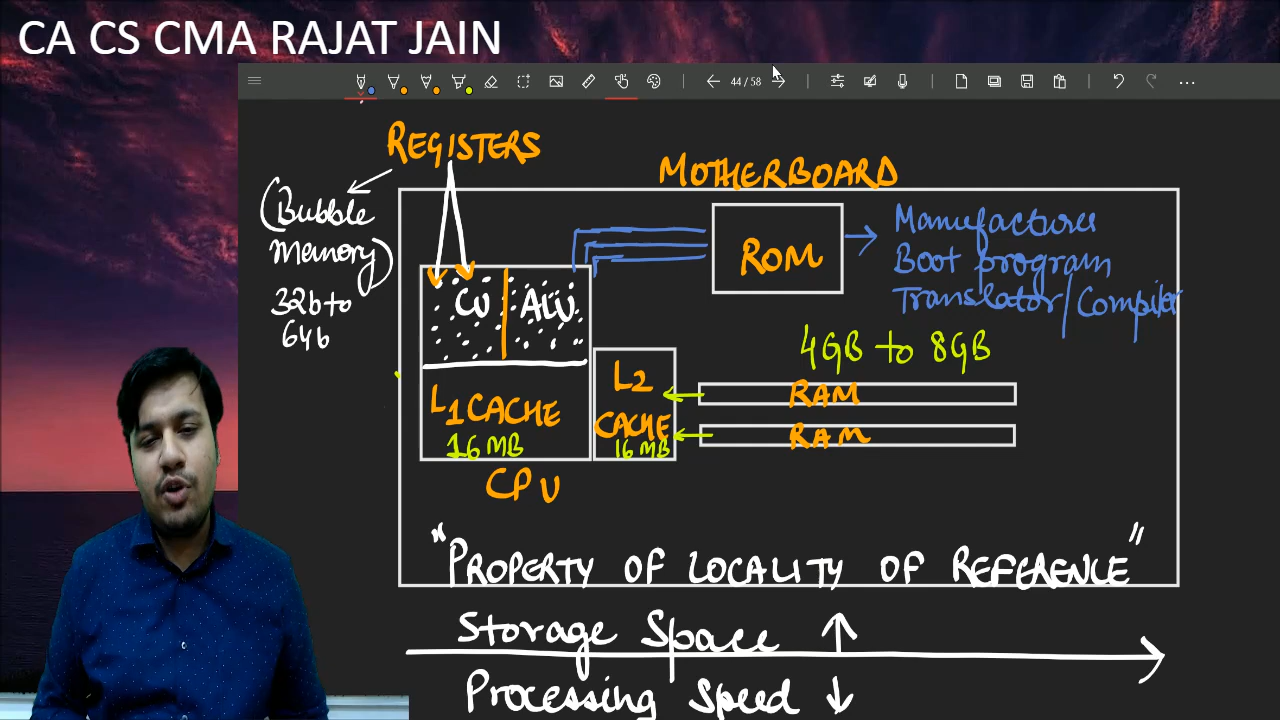 CA CS CMA RAJAT JAIN
44 / 58
REGISTERS
(Bubble
Memory)
32b to
64b
MOTHERBOARD
ROM
Manufacturer
Boot program
Translator/Compiler
CU
ALU
4GB to 8GB
L1 CACHE
16 MB
CPU
L2
CACHE
16 MB
RAM
RAM
"PROPERTY OF LOCALITY OF REFERENCE"
Storage Space ↑
Processing Speed ↓